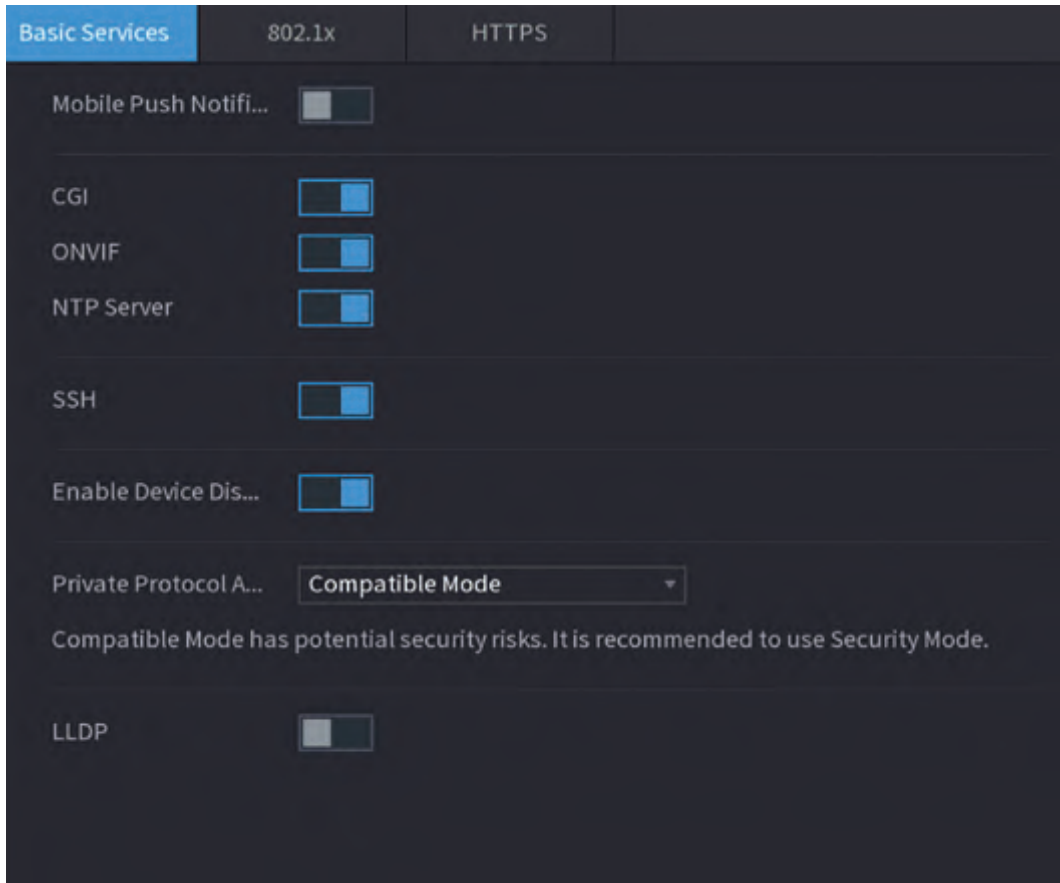 Basic Services 802.1x HTTPS
Mobile Push Notifi...
CGI
ONVIF
NTP Server
SSH
Enable Device Dis...
Private Protocol A... Compatible Mode
Compatible Mode has potential security risks. It is recommended to use Security Mode.
LLDP